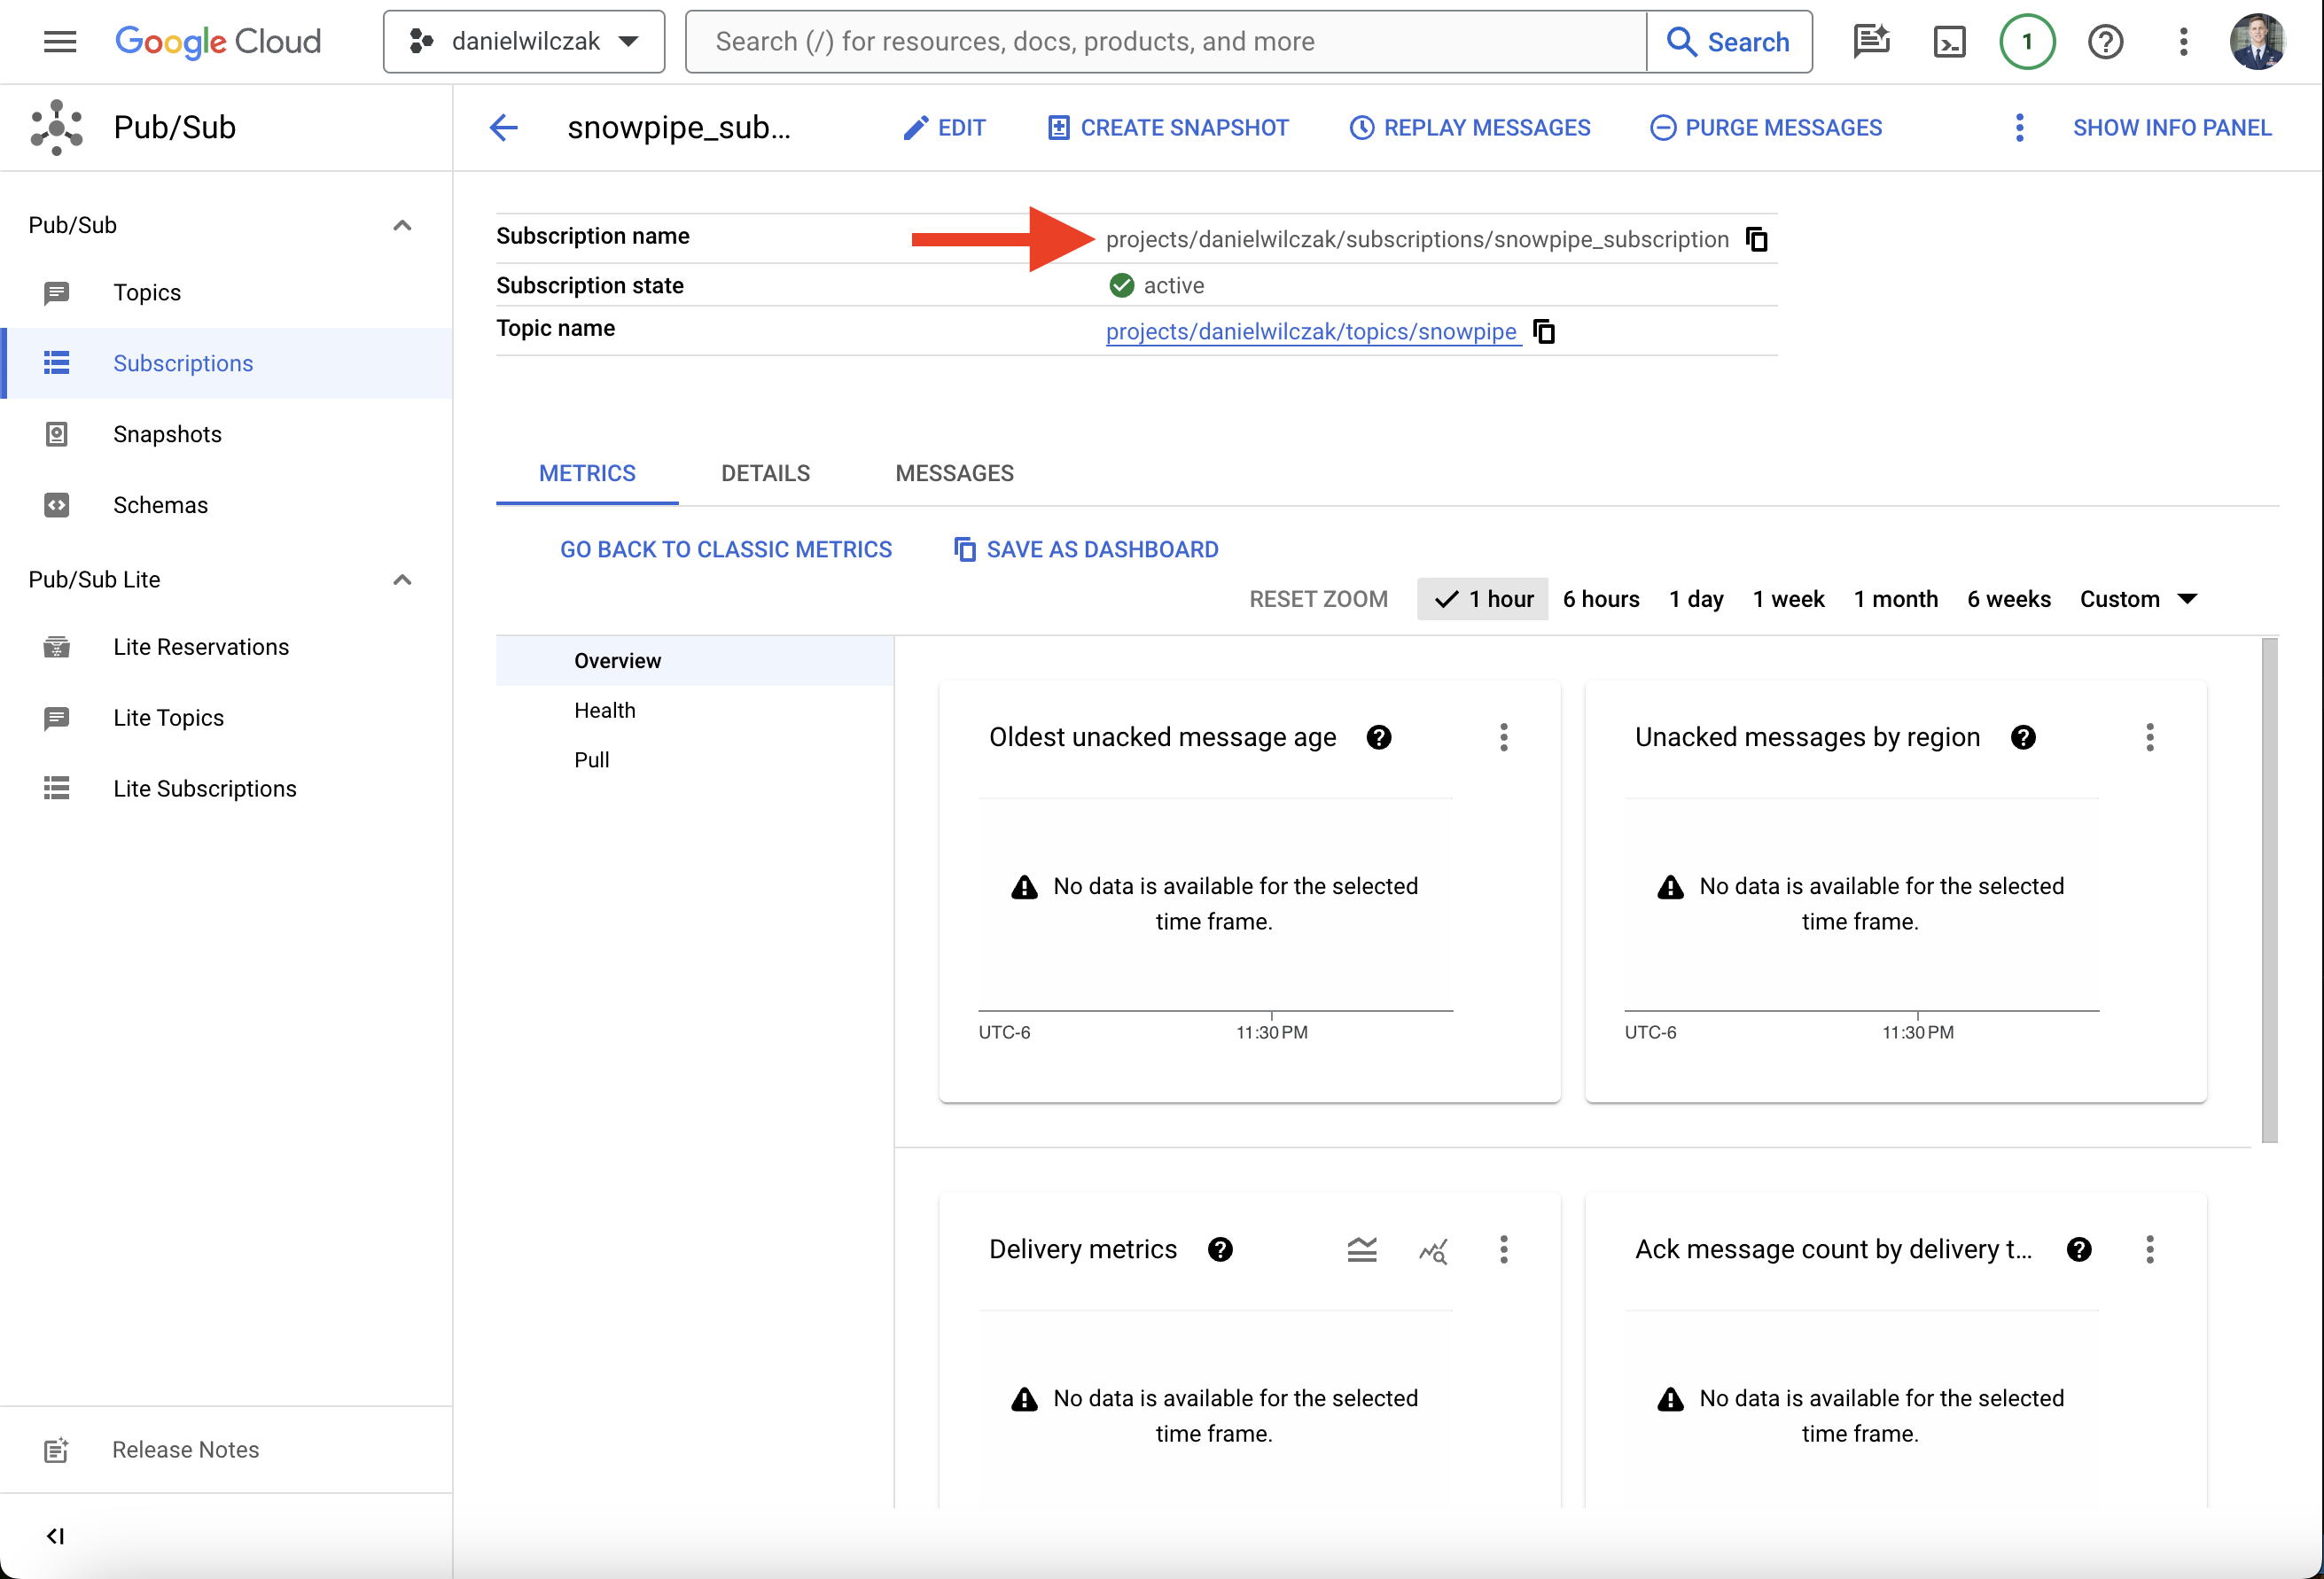 Google Cloud
danielwilczak
Search (/) for resources, docs, products, and more
Search
1
Pub/Sub
snowpipe_sub...
EDIT
CREATE SNAPSHOT
REPLAY MESSAGES
PURGE MESSAGES
SHOW INFO PANEL
Pub/Sub
Topics
Subscriptions
Snapshots
Schemas
Pub/Sub Lite
Lite Reservations
Lite Topics
Lite Subscriptions
Release Notes
Subscription name
projects/danielwilczak/subscriptions/snowpipe_subscription
Subscription state
active
Topic name
projects/danielwilczak/topics/snowpipe
METRICS
DETAILS
MESSAGES
GO BACK TO CLASSIC METRICS
SAVE AS DASHBOARD
RESET ZOOM
1 hour
6 hours
1 day
1 week
1 month
6 weeks
Custom
Overview
Health
Pull
Oldest unacked message age
No data is available for the selected
time frame.
UTC-6
11:30 PM
Unacked messages by region
No data is available for the selected
time frame.
UTC-6
11:30 PM
Delivery metrics
No data is available for the selected
time frame.
Ack message count by delivery t...
No data is available for the selected
time frame.